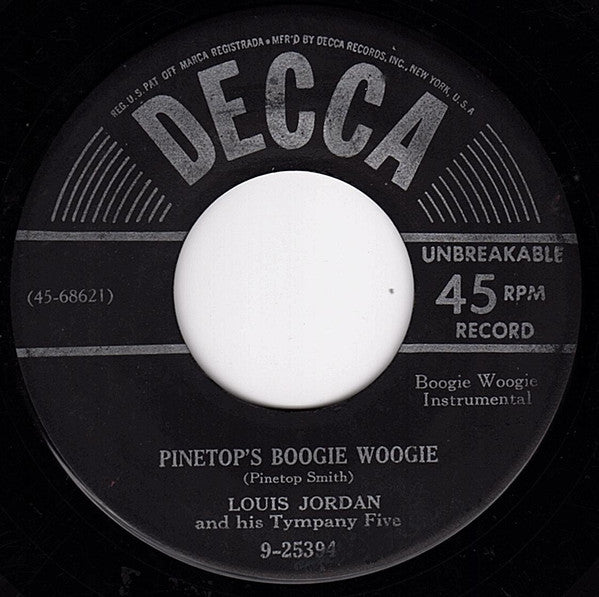 REG. U.S. PAT OFF MARCA REGISTRADA • MFR'D BY DECCA RECORDS, INC., NEW YORK, U.S.A
DECCA
UNBREAKABLE
(45-68621)
45 RPM
RECORD
Boogie Woogie
Instrumental
PINETOP'S BOOGIE WOOGIE
(Pinetop Smith)
LOUIS JORDAN
and his Tympany Five
9-25394